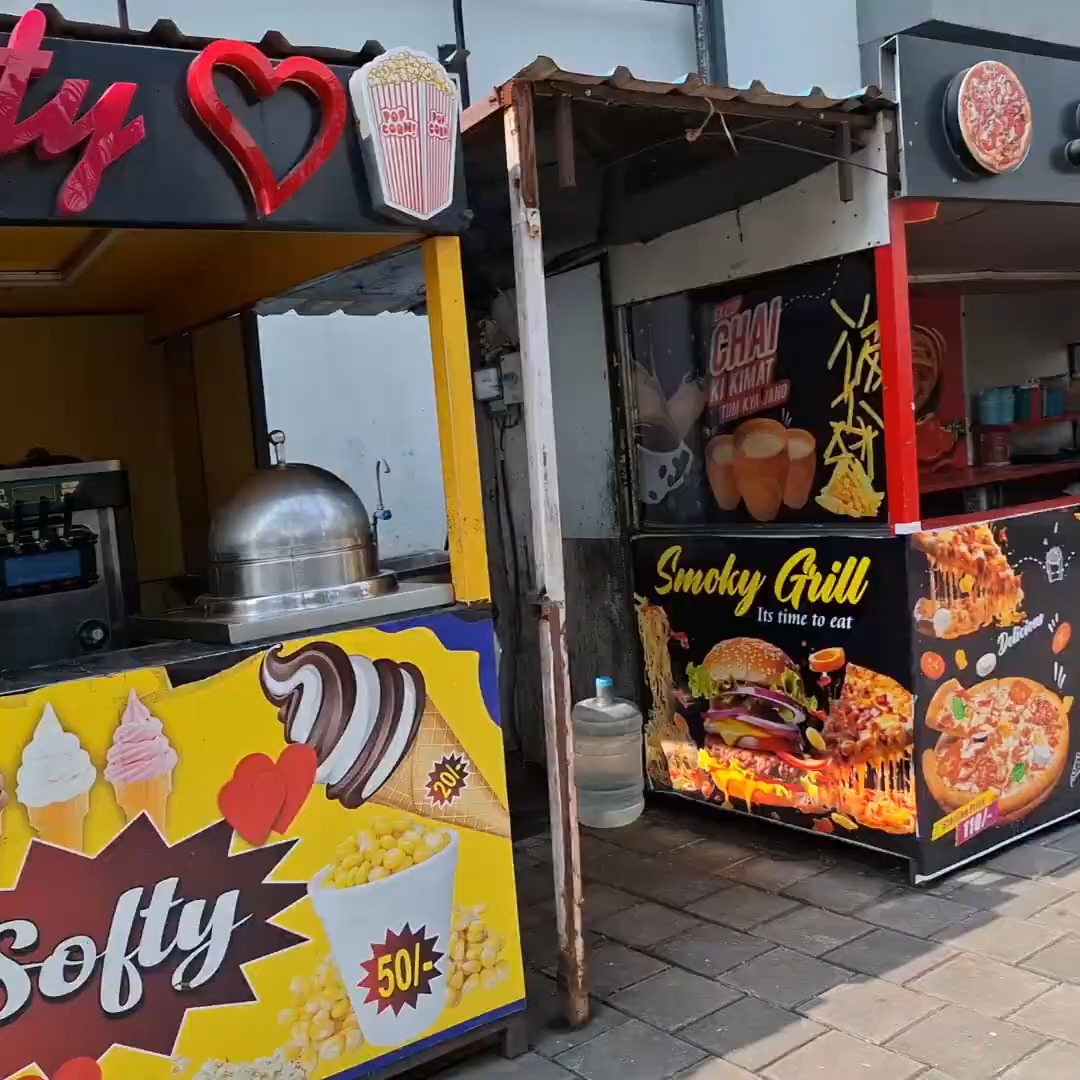 POP
CORN!
POP
CORN!
CHAI
KI KIMAT
TUM KYA JANO
Smoky Grill
Its time to eat
Delicious
110/-
20/-
Softy
50/-